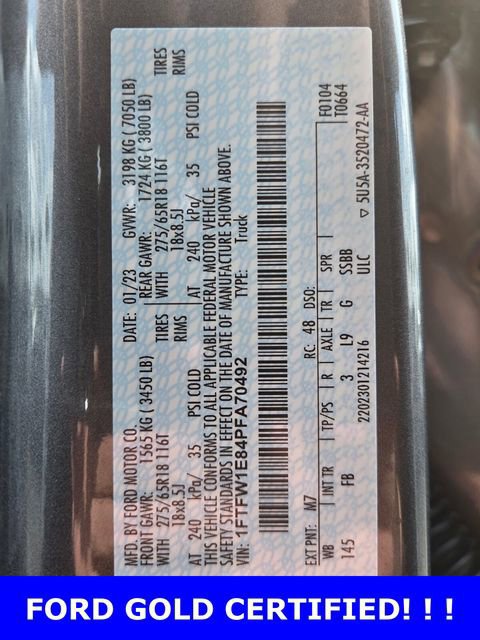 MFD. BY FORD MOTOR CO.
DATE: 01/23 GVWR: 3198 KG ( 7050 LB)
FRONT GAWR: 1565 KG ( 3450 LB) REAR GAWR: 1724 KG ( 3800 LB)
WITH 275/65R18 116T TIRES WITH 275/65R18 116T TIRES
18x8.5J RIMS 18x8.5J RIMS
AT 240 kPa/ 35 PSI COLD AT 240 kPa/ 35 PSI COLD
THIS VEHICLE CONFORMS TO ALL APPLICABLE FEDERAL MOTOR VEHICLE
SAFETY STANDARDS IN EFFECT ON THE DATE OF MANUFACTURE SHOWN ABOVE.
VIN: 1FTFW1E84PFA70492 TYPE: Truck
F0104
T0664
EXT PNT: M7 RC: 48 DSO:
WB INT TR TP/PS R AXLE TR SPR
145 FB 3 L9 G SSBB
ULC
2202301214216 ▽ 5U5A-3520472-AA
FORD GOLD CERTIFIED! ! !